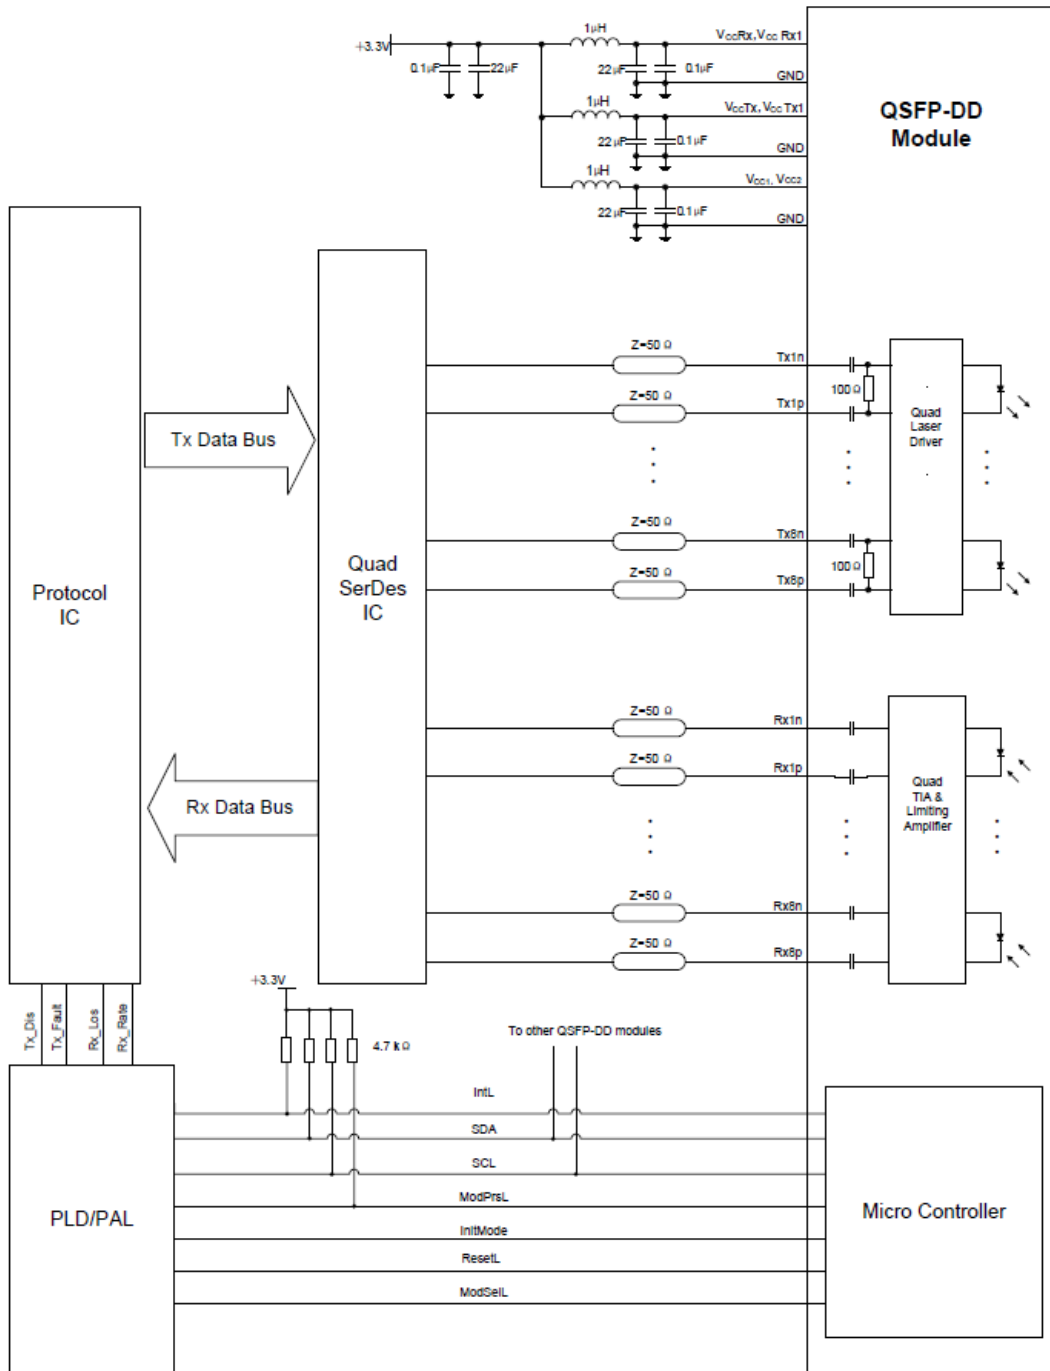 1μH
+3.3V
VCCRx, VCC Rx1
0.1μF
22μF
22μF
0.1μF
GND
1μH
VCCTx, VCC Tx1
QSFP-DD
Module
22μF
0.1μF
GND
1μH
VCC1, VCC2
22μF
0.1μF
GND
Z=50 Ω
Tx1n
100Ω
Z=50 Ω
Tx1p
Quad
Laser
Driver
Tx Data Bus
Z=50 Ω
Tx8n
100Ω
Z=50 Ω
Tx8p
Quad
SerDes
IC
Protocol
IC
Z=50 Ω
Rx1n
Z=50 Ω
Rx1p
Quad
TIA &
Limiting
Amplifier
Rx Data Bus
Z=50 Ω
Rx8n
Z=50 Ω
Rx8p
+3.3V
Tx_Dis
Tx_Fault
Rx_Los
Rx_Rate
4.7 kΩ
To other QSFP-DD modules
IntL
SDA
SCL
ModPrsL
InitMode
ResetL
ModSelL
PLD/PAL
Micro Controller